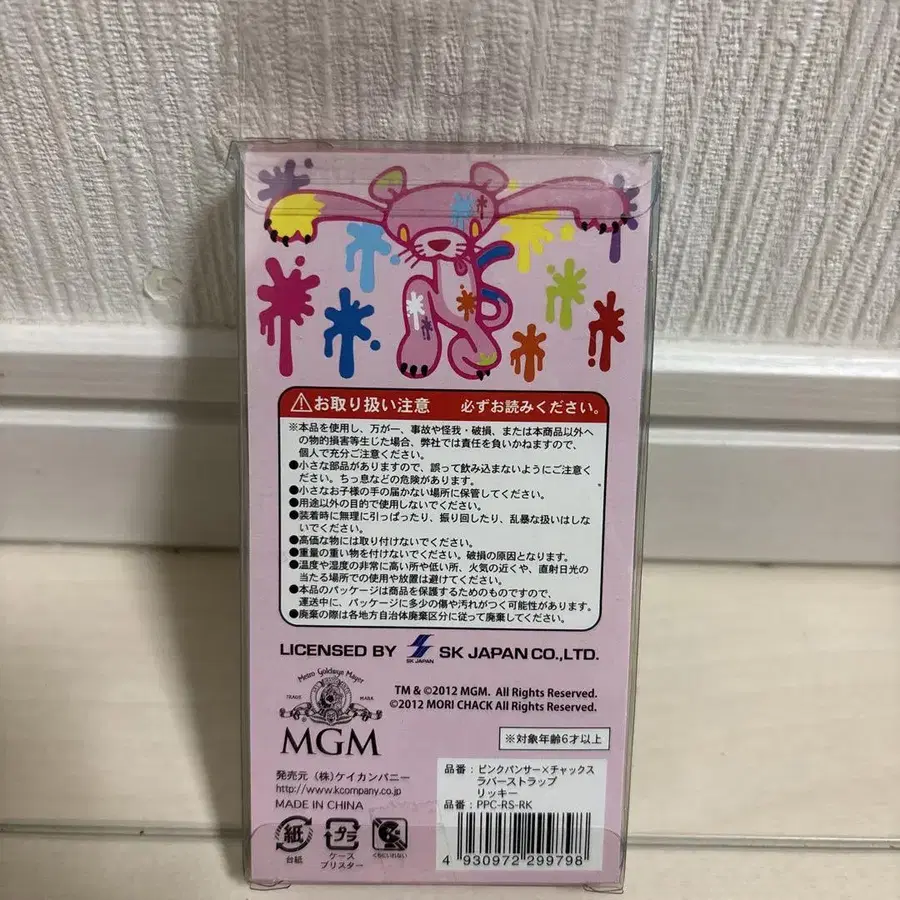 ⚠お取り扱い注意 必ずお読みください。
※本品を使用し、万が一、事故や怪我・破損、または本商品以外へ
の物的損害等生じた場合、弊社では責任を負いかねますので、
個人で充分ご注意ください。
●小さな部品がありますので、誤って飲み込まないようにご注意く
ださい。ちっ息などの危険があります。
●小さなお子様の手の届かない場所に保管してください。
●用途以外の目的で使用しないでください。
●装着時に無理に引っぱったり、振り回したり、乱暴な扱いはしな
いでください。
●高価な物には取り付けないでください。
●重量の重い物を付けないでください。破損の原因となります。
●温度や湿度の非常に高い所や低い所、火気の近くや、直射日光の
当たる場所での使用や放置は避けてください。
●本品のパッケージは商品を保護するためのものですので、
運送中に、パッケージに多少の傷や汚れがつく可能性があります。
●廃棄の際は各地方自治体廃棄区分に従って廃棄してください。
LICENSED BY SK JAPAN SK JAPAN CO.,LTD.
Metro Goldwyn Mayer
TRADE MARK
MGM
TM & ©2012 MGM. All Rights Reserved.
©2012 MORI CHACK All Rights Reserved.
※対象年齢6才以上
発売元 (株)ケイカンパニー
http://www.kcompany.co.jp
MADE IN CHINA
紙
台紙
プラ
ケース
ブリスター
くちにいれない
品番:ピンクパンサー×チャックス
ラバーストラップ
リッキー
品番:PPC-RS-RK
4 930972 299798